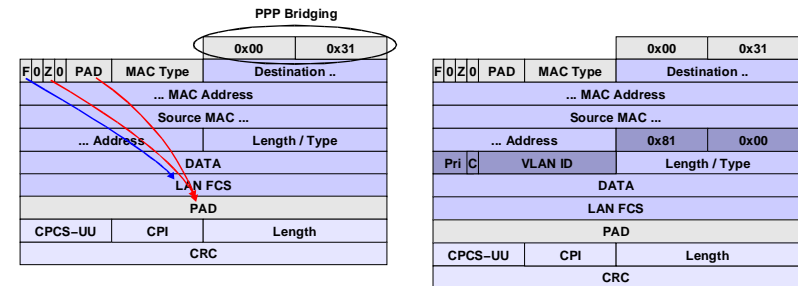 PPP Bridging
0x00 0x31
F 0 Z 0 PAD MAC Type Destination ..
... MAC Address
Source MAC ...
... Address Length / Type
DATA
LAN FCS
PAD
CPCS−UU CPI Length
CRC
0x00 0x31
F 0 Z 0 PAD MAC Type Destination ..
... MAC Address
Source MAC ...
... Address 0x81 0x00
Pri C VLAN ID Length / Type
DATA
LAN FCS
PAD
CPCS−UU CPI Length
CRC